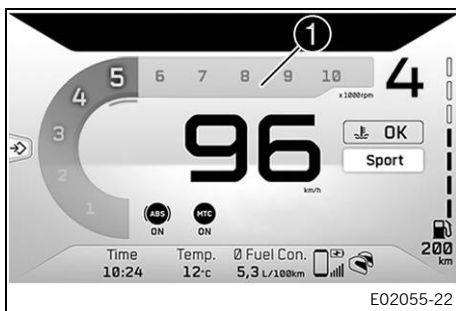 1
5 6 7 8 9 10
x1000rpm
4
4
3
2
1
96
km/h
OK
Sport
(ABS)
ON
MTC
ON
200
km
Time
10:24
Temp.
12°C
Ø Fuel Con.
5,3 L/100km
E02055-22